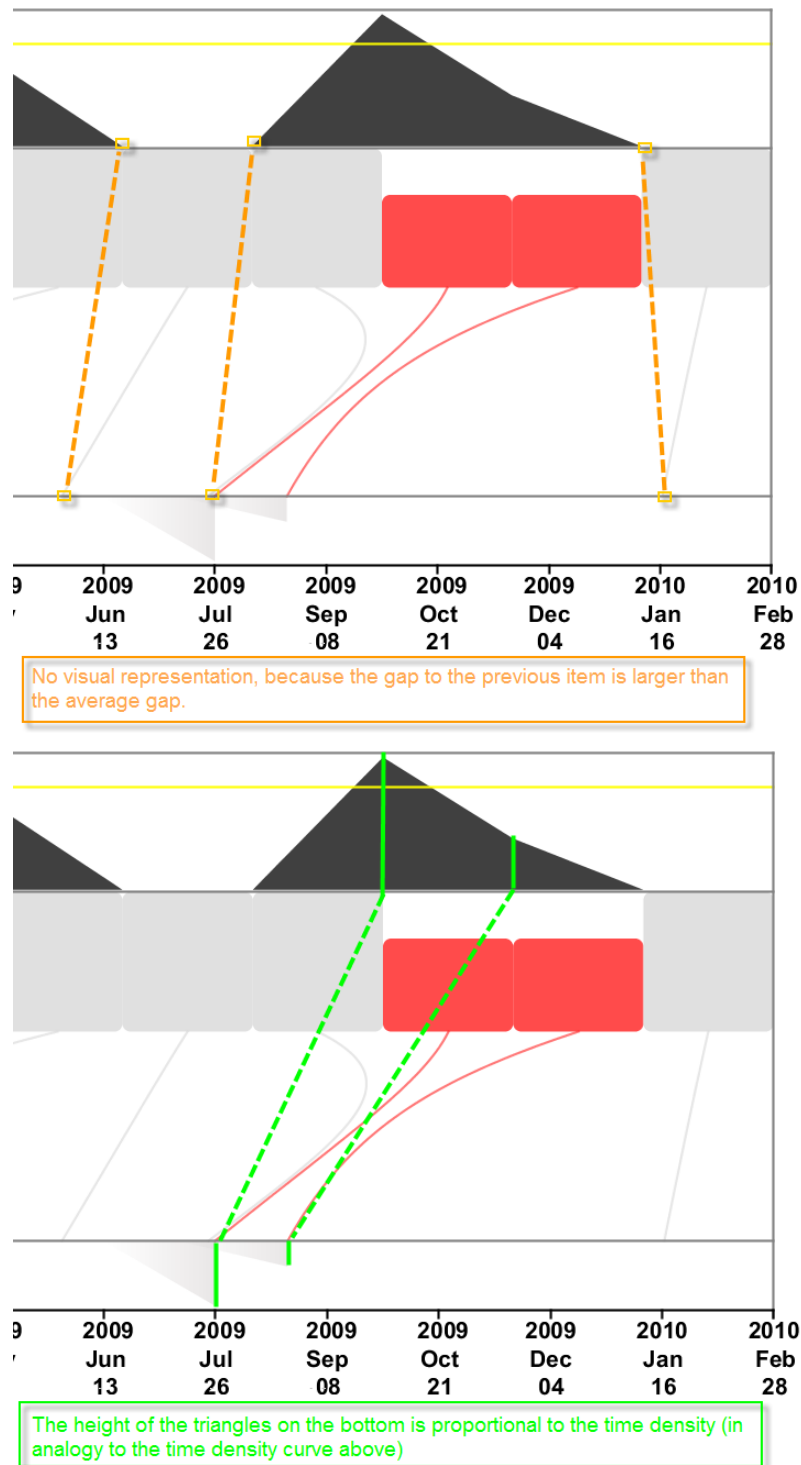 9 2009 2009 2009 2009 2009 2010 2010
Jun Jul Sep Oct Dec Jan Feb
13 26 08 21 04 16 28
No visual representation, because the gap to the previous item is larger than
the average gap.
9 2009 2009 2009 2009 2009 2010 2010
Jun Jul Sep Oct Dec Jan Feb
13 26 08 21 04 16 28
The height of the triangles on the bottom is proportional to the time density (in
analogy to the time density curve above)